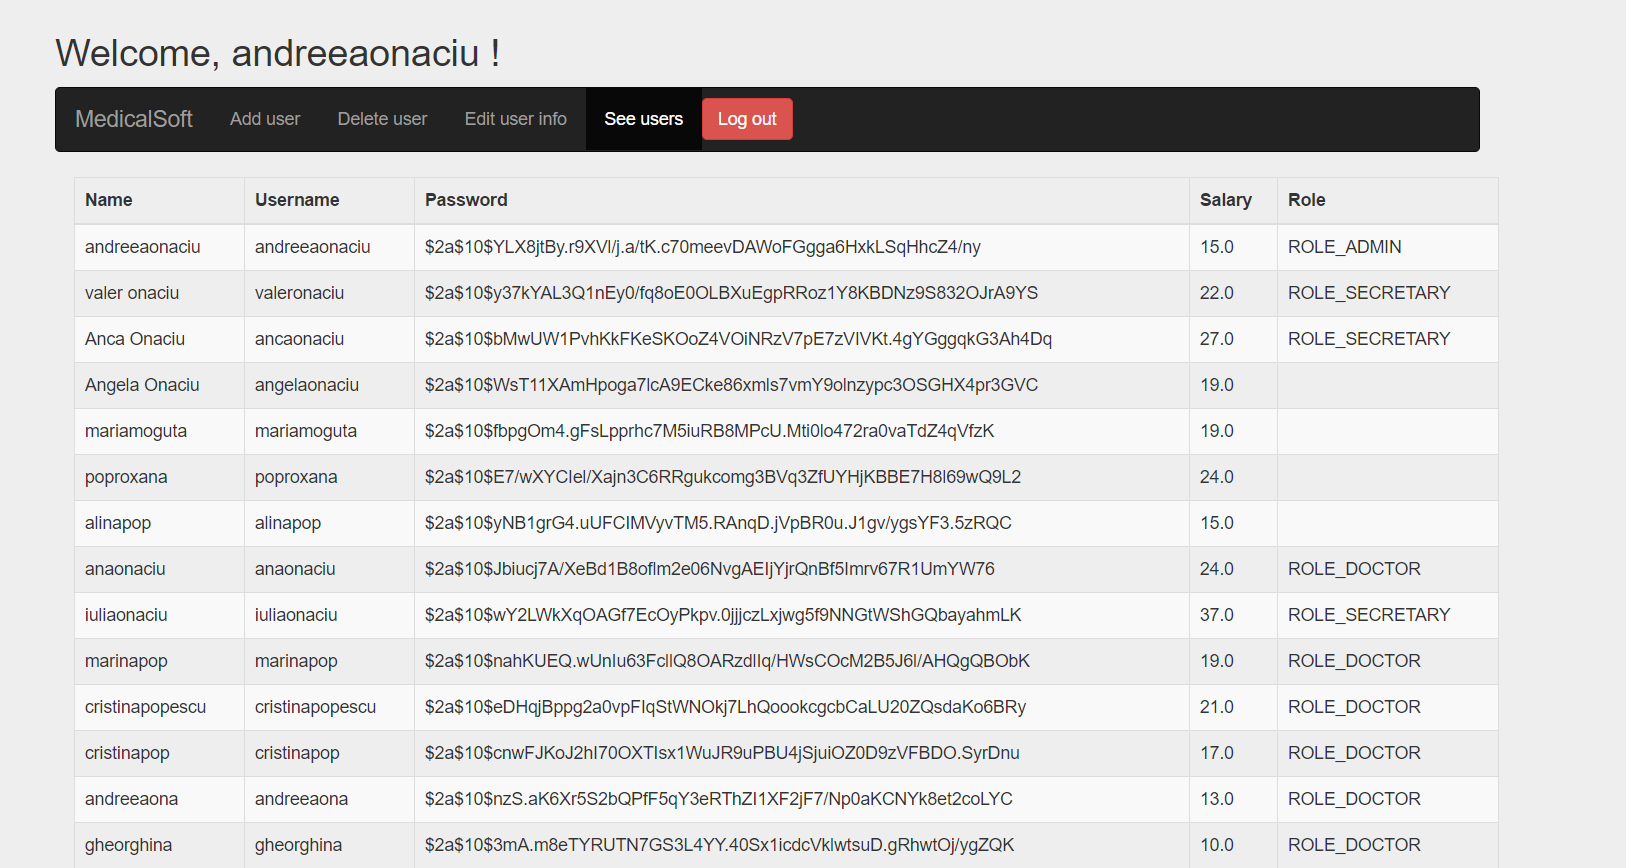 Welcome, andreeaonaciu !
MedicalSoft Add user Delete user Edit user info See users Log out
Name Username Password Salary Role
andreeaonaciu andreeaonaciu $2a$10$YLX8jtBy.r9XVl/j.a/tK.c70meevDAWoFGgga6HxkLSqHhcZ4/ny 15.0 ROLE_ADMIN
valer onaciu valeronaciu $2a$10$y37kYAL3Q1nEy0/fq8oE0OLBXuEgpRRoz1Y8KBDNz9S832OJrA9YS 22.0 ROLE_SECRETARY
Anca Onaciu ancaonaciu $2a$10$bMwUW1PvhKkFKeSKOoZ4VOiNRzV7pE7zVIVKt.4gYGggqkG3Ah4Dq 27.0 ROLE_SECRETARY
Angela Onaciu angelaonaciu $2a$10$WsT11XAmHpoga7lcA9ECke86xmls7vmY9olnzypc3OSGHX4pr3GVC 19.0
mariamoguta mariamoguta $2a$10$fbpgOm4.gFsLpprhc7M5iuRB8MPcU.Mti0lo472ra0vaTdZ4qVfzK 19.0
poproxana poproxana $2a$10$E7/wXYCIel/Xajn3C6RRgukcomg3BVq3ZfUYHjKBBE7H8l69wQ9L2 24.0
alinapop alinapop $2a$10$yNB1grG4.uUFCIMVyvTM5.RAnqD.jVpBR0u.J1gv/ygsYF3.5zRQC 15.0
anaonaciu anaonaciu $2a$10$Jbiucj7A/XeBd1B8oflm2e06NvgAEIjYjrQnBf5Imrv67R1UmYW76 24.0 ROLE_DOCTOR
iuliaonaciu iuliaonaciu $2a$10$wY2LWkXqOAGf7EcOyPkpv.0jjjczLxjwg5f9NNGtWShGQbayahmLK 37.0 ROLE_SECRETARY
marinapop marinapop $2a$10$nahKUEQ.wUnIu63FcllQ8OARzdlIq/HWsCOcM2B5J6l/AHQgQBObK 19.0 ROLE_DOCTOR
cristinapopescu cristinapopescu $2a$10$eDHqjBppg2a0vpFIqStWNOkj7LhQoookcgcbCaLU20ZQsdaKo6BRy 21.0 ROLE_DOCTOR
cristinapop cristinapop $2a$10$cnwFJKoJ2hI70OXTIsx1WuJR9uPBU4jSjuiOZ0D9zVFBDO.SyrDnu 17.0 ROLE_DOCTOR
andreeaona andreeaona $2a$10$nzS.aK6Xr5S2bQPfF5qY3eRThZI1XF2jF7/Np0aKCNYk8et2coLYC 13.0 ROLE_DOCTOR
gheorghina gheorghina $2a$10$3mA.m8eTYRUTN7GS3L4YY.40Sx1icdcVklwtsuD.gRhwtOj/ygZQK 10.0 ROLE_DOCTOR